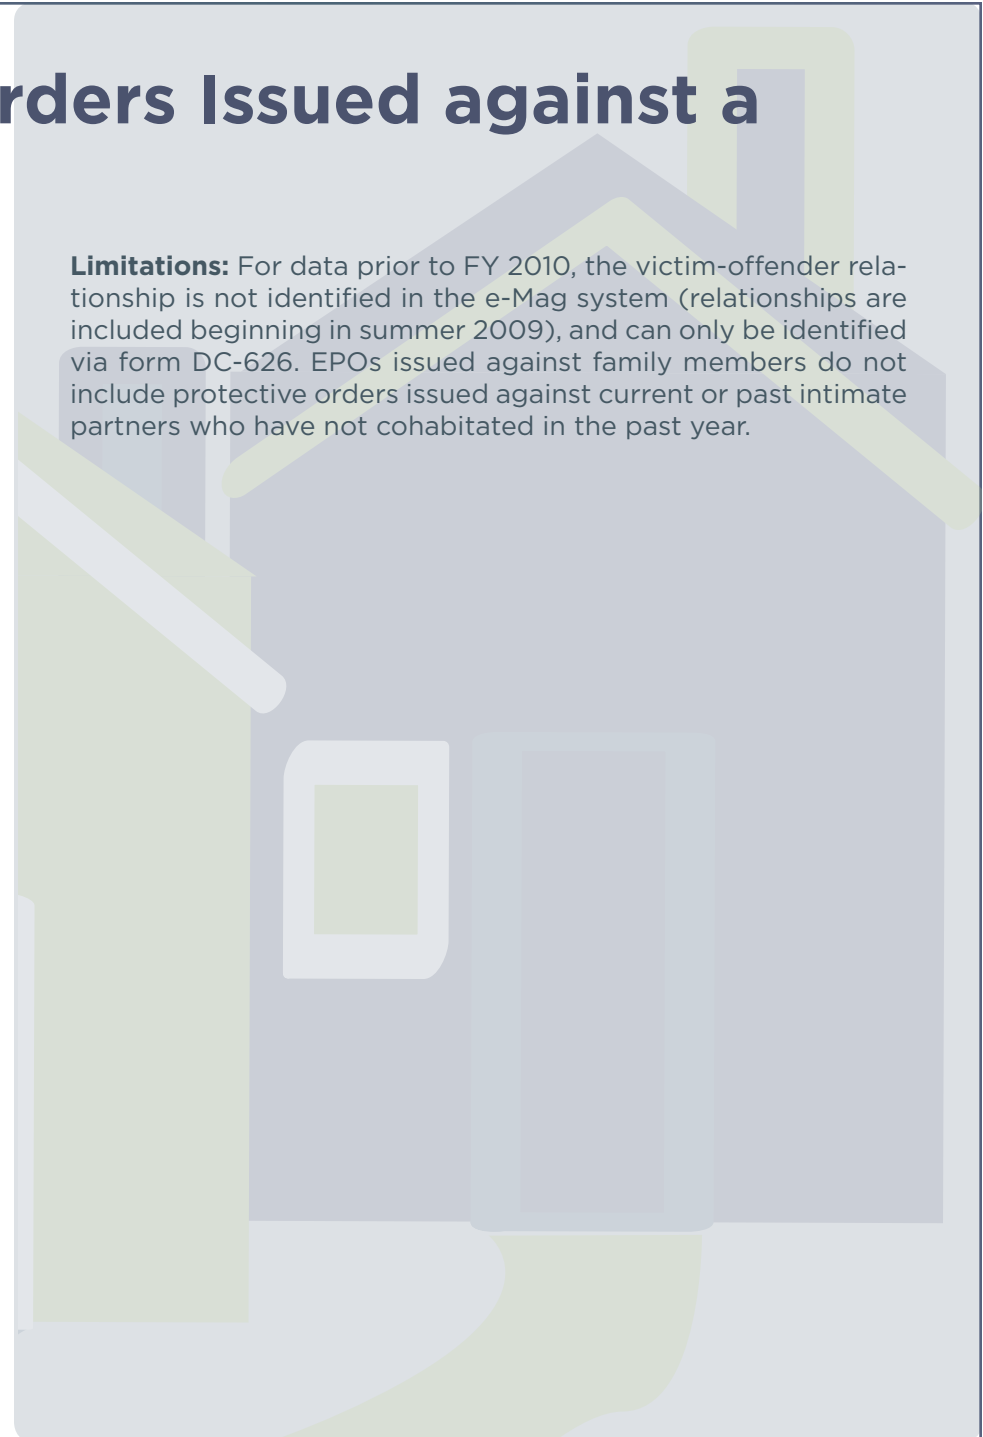 rders Issued against a
Limitations: For data prior to FY 2010, the victim-offender rela-
tionship is not identified in the e-Mag system (relationships are
included beginning in summer 2009), and can only be identified
via form DC-626. EPOs issued against family members do not
include protective orders issued against current or past intimate
partners who have not cohabitated in the past year.